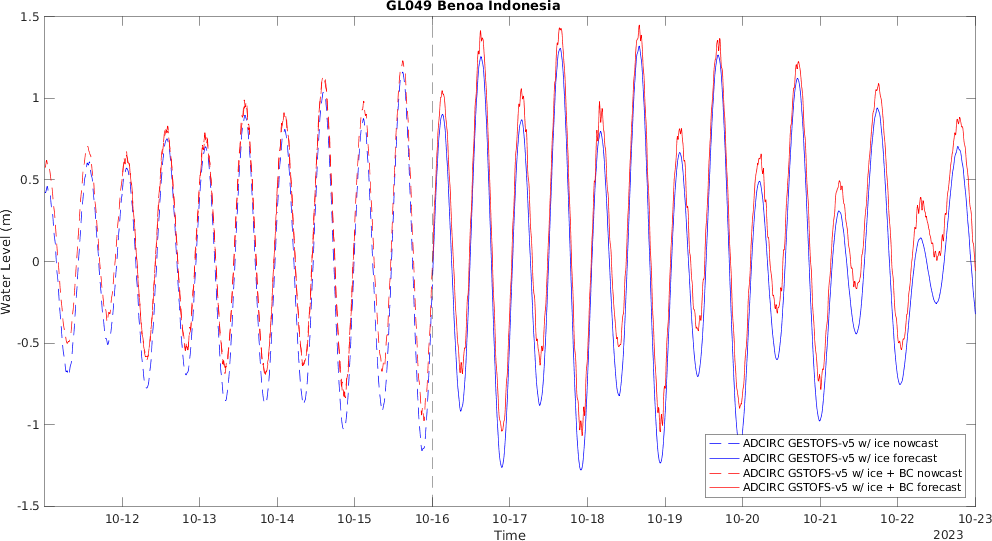 GL049 Benoa Indonesia
1.5
1
0.5
0
-0.5
-1
-1.5
Water Level (m)
10-12 10-13 10-14 10-15 10-16 10-17 10-18 10-19 10-20 10-21 10-22 10-23
Time
2023
ADCIRC GESTOFS-v5 w/ ice nowcast
ADCIRC GESTOFS-v5 w/ ice forecast
ADCIRC GSTOFS-v5 w/ ice + BC nowcast
ADCIRC GSTOFS-v5 w/ ice + BC forecast